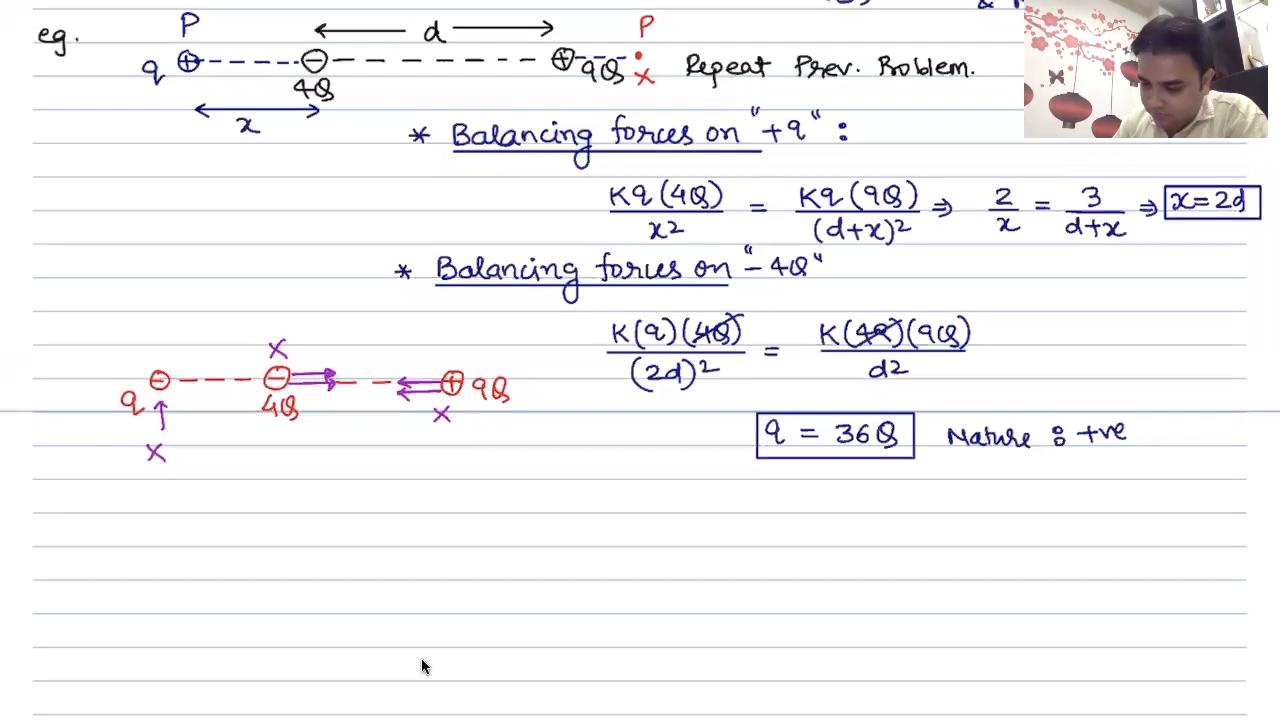 eg. P d P
q ⊕ ⊖ 4Q ⊕ 9Q x Repeat Prev. Problem.
x
* Balancing forces on "+q" :
Kq(4Q)/x² = Kq(9Q)/(d+x)² ⇒ 2/x = 3/(d+x) ⇒ x=2d
* Balancing forces on "-4Q"
K(q)(4Q)/(2d)² = K(4Q)(9Q)/d²
x
q ⊖ ⊖ 4Q ⊕ 9Q
x
x
q = 36Q Nature : +ve